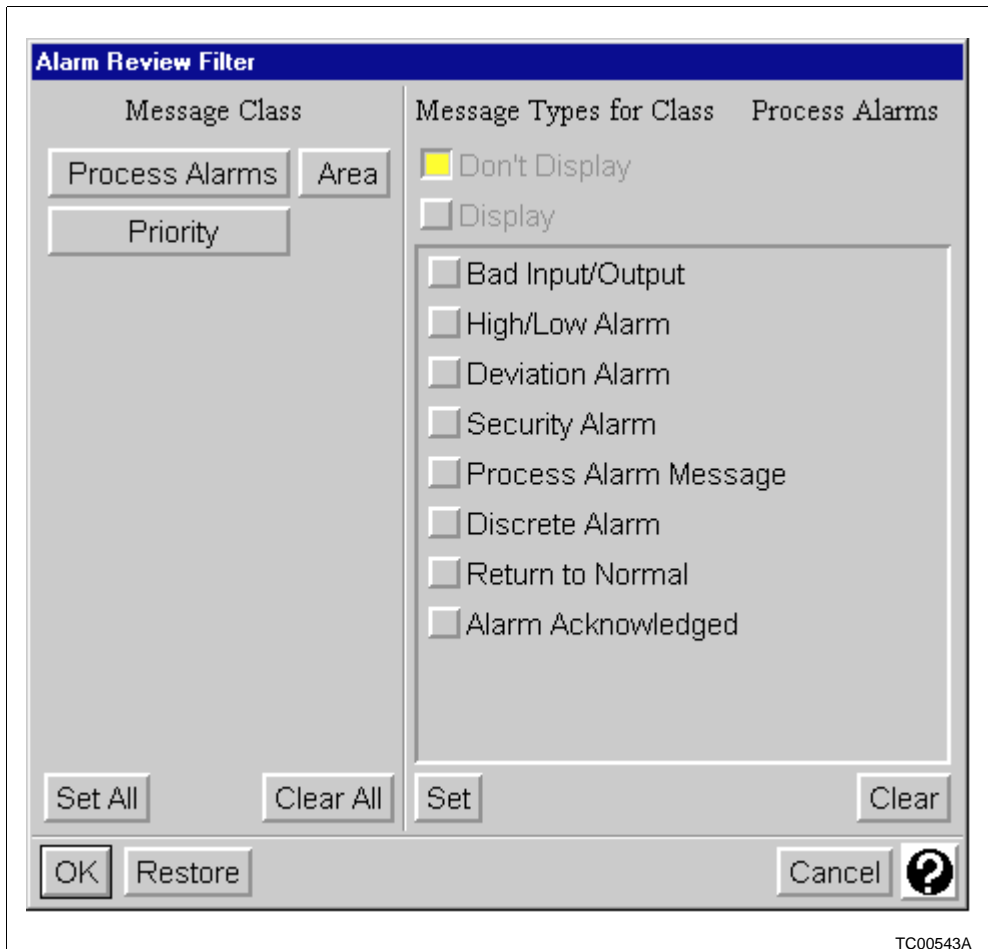 Alarm Review Filter
Message Class
Process Alarms
Area
Priority
Set All
Clear All
Message Types for Class Process Alarms
Don't Display
Display
Bad Input/Output
High/Low Alarm
Deviation Alarm
Security Alarm
Process Alarm Message
Discrete Alarm
Return to Normal
Alarm Acknowledged
Set
Clear
OK
Restore
Cancel
?
TC00543A